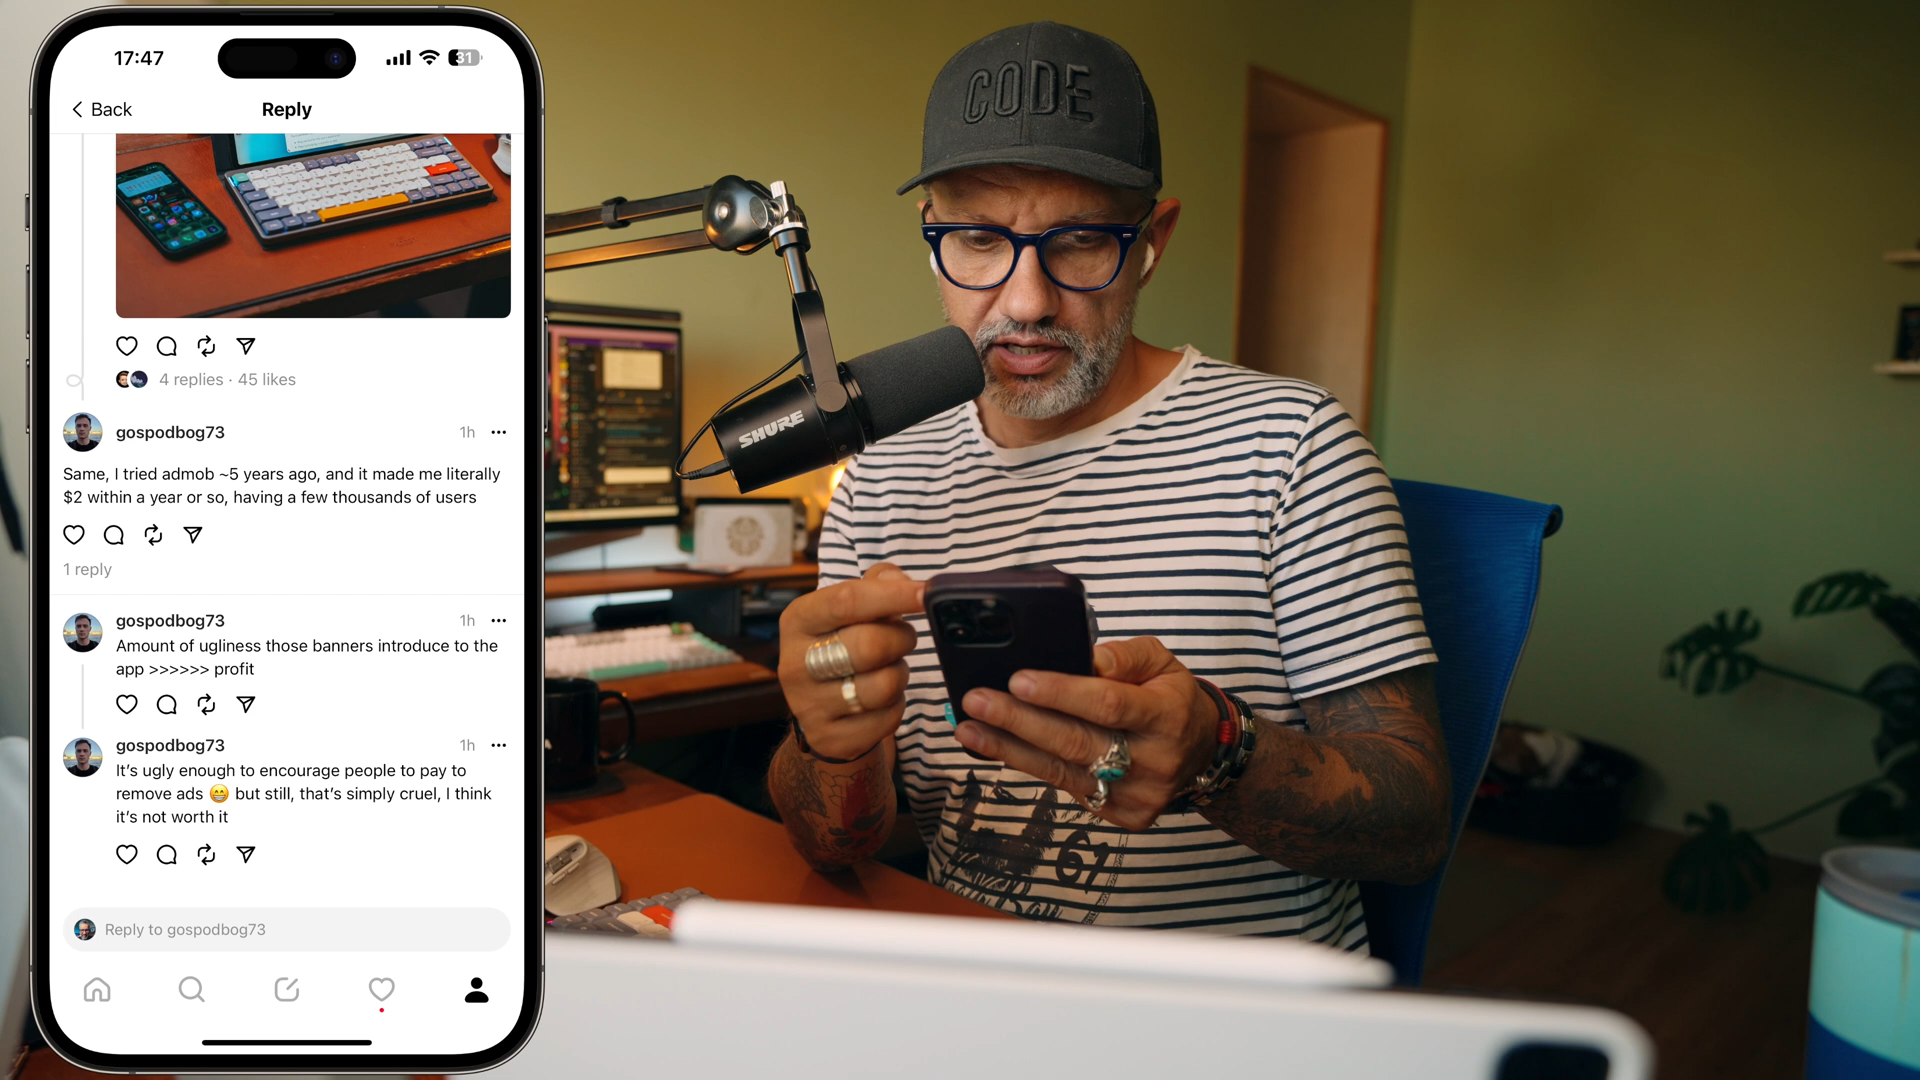 17:47
31
Back
Reply
4 replies · 45 likes
gospodbog73
1h
Same, I tried admob ~5 years ago, and it made me literally
$2 within a year or so, having a few thousands of users
1 reply
gospodbog73
1h
Amount of ugliness those banners introduce to the
app >>>>>> profit
gospodbog73
1h
It's ugly enough to encourage people to pay to
remove ads 😁 but still, that's simply cruel, I think
it's not worth it
Reply to gospodbog73
CODE
SHURE
61